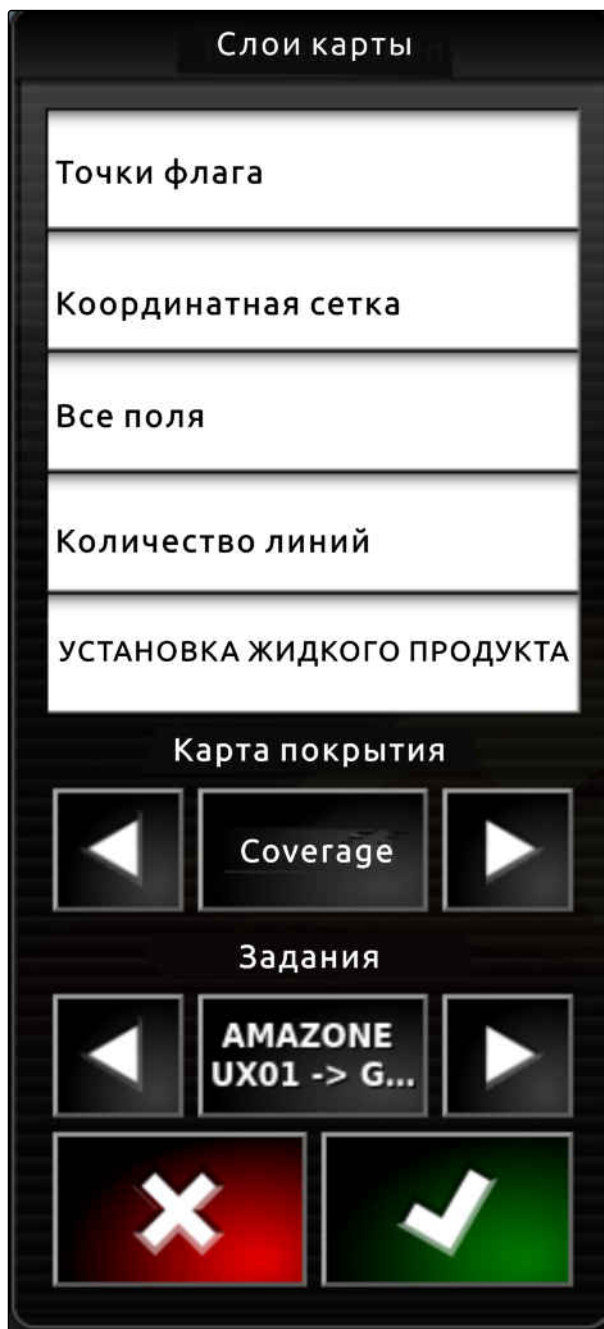 Слои карты
Точки флага
Координатная сетка
Все поля
Количество линий
УСТАНОВКА ЖИДКОГО ПРОДУКТА
Карта покрытия
Coverage
Задания
AMAZONE
UX01 -> G...